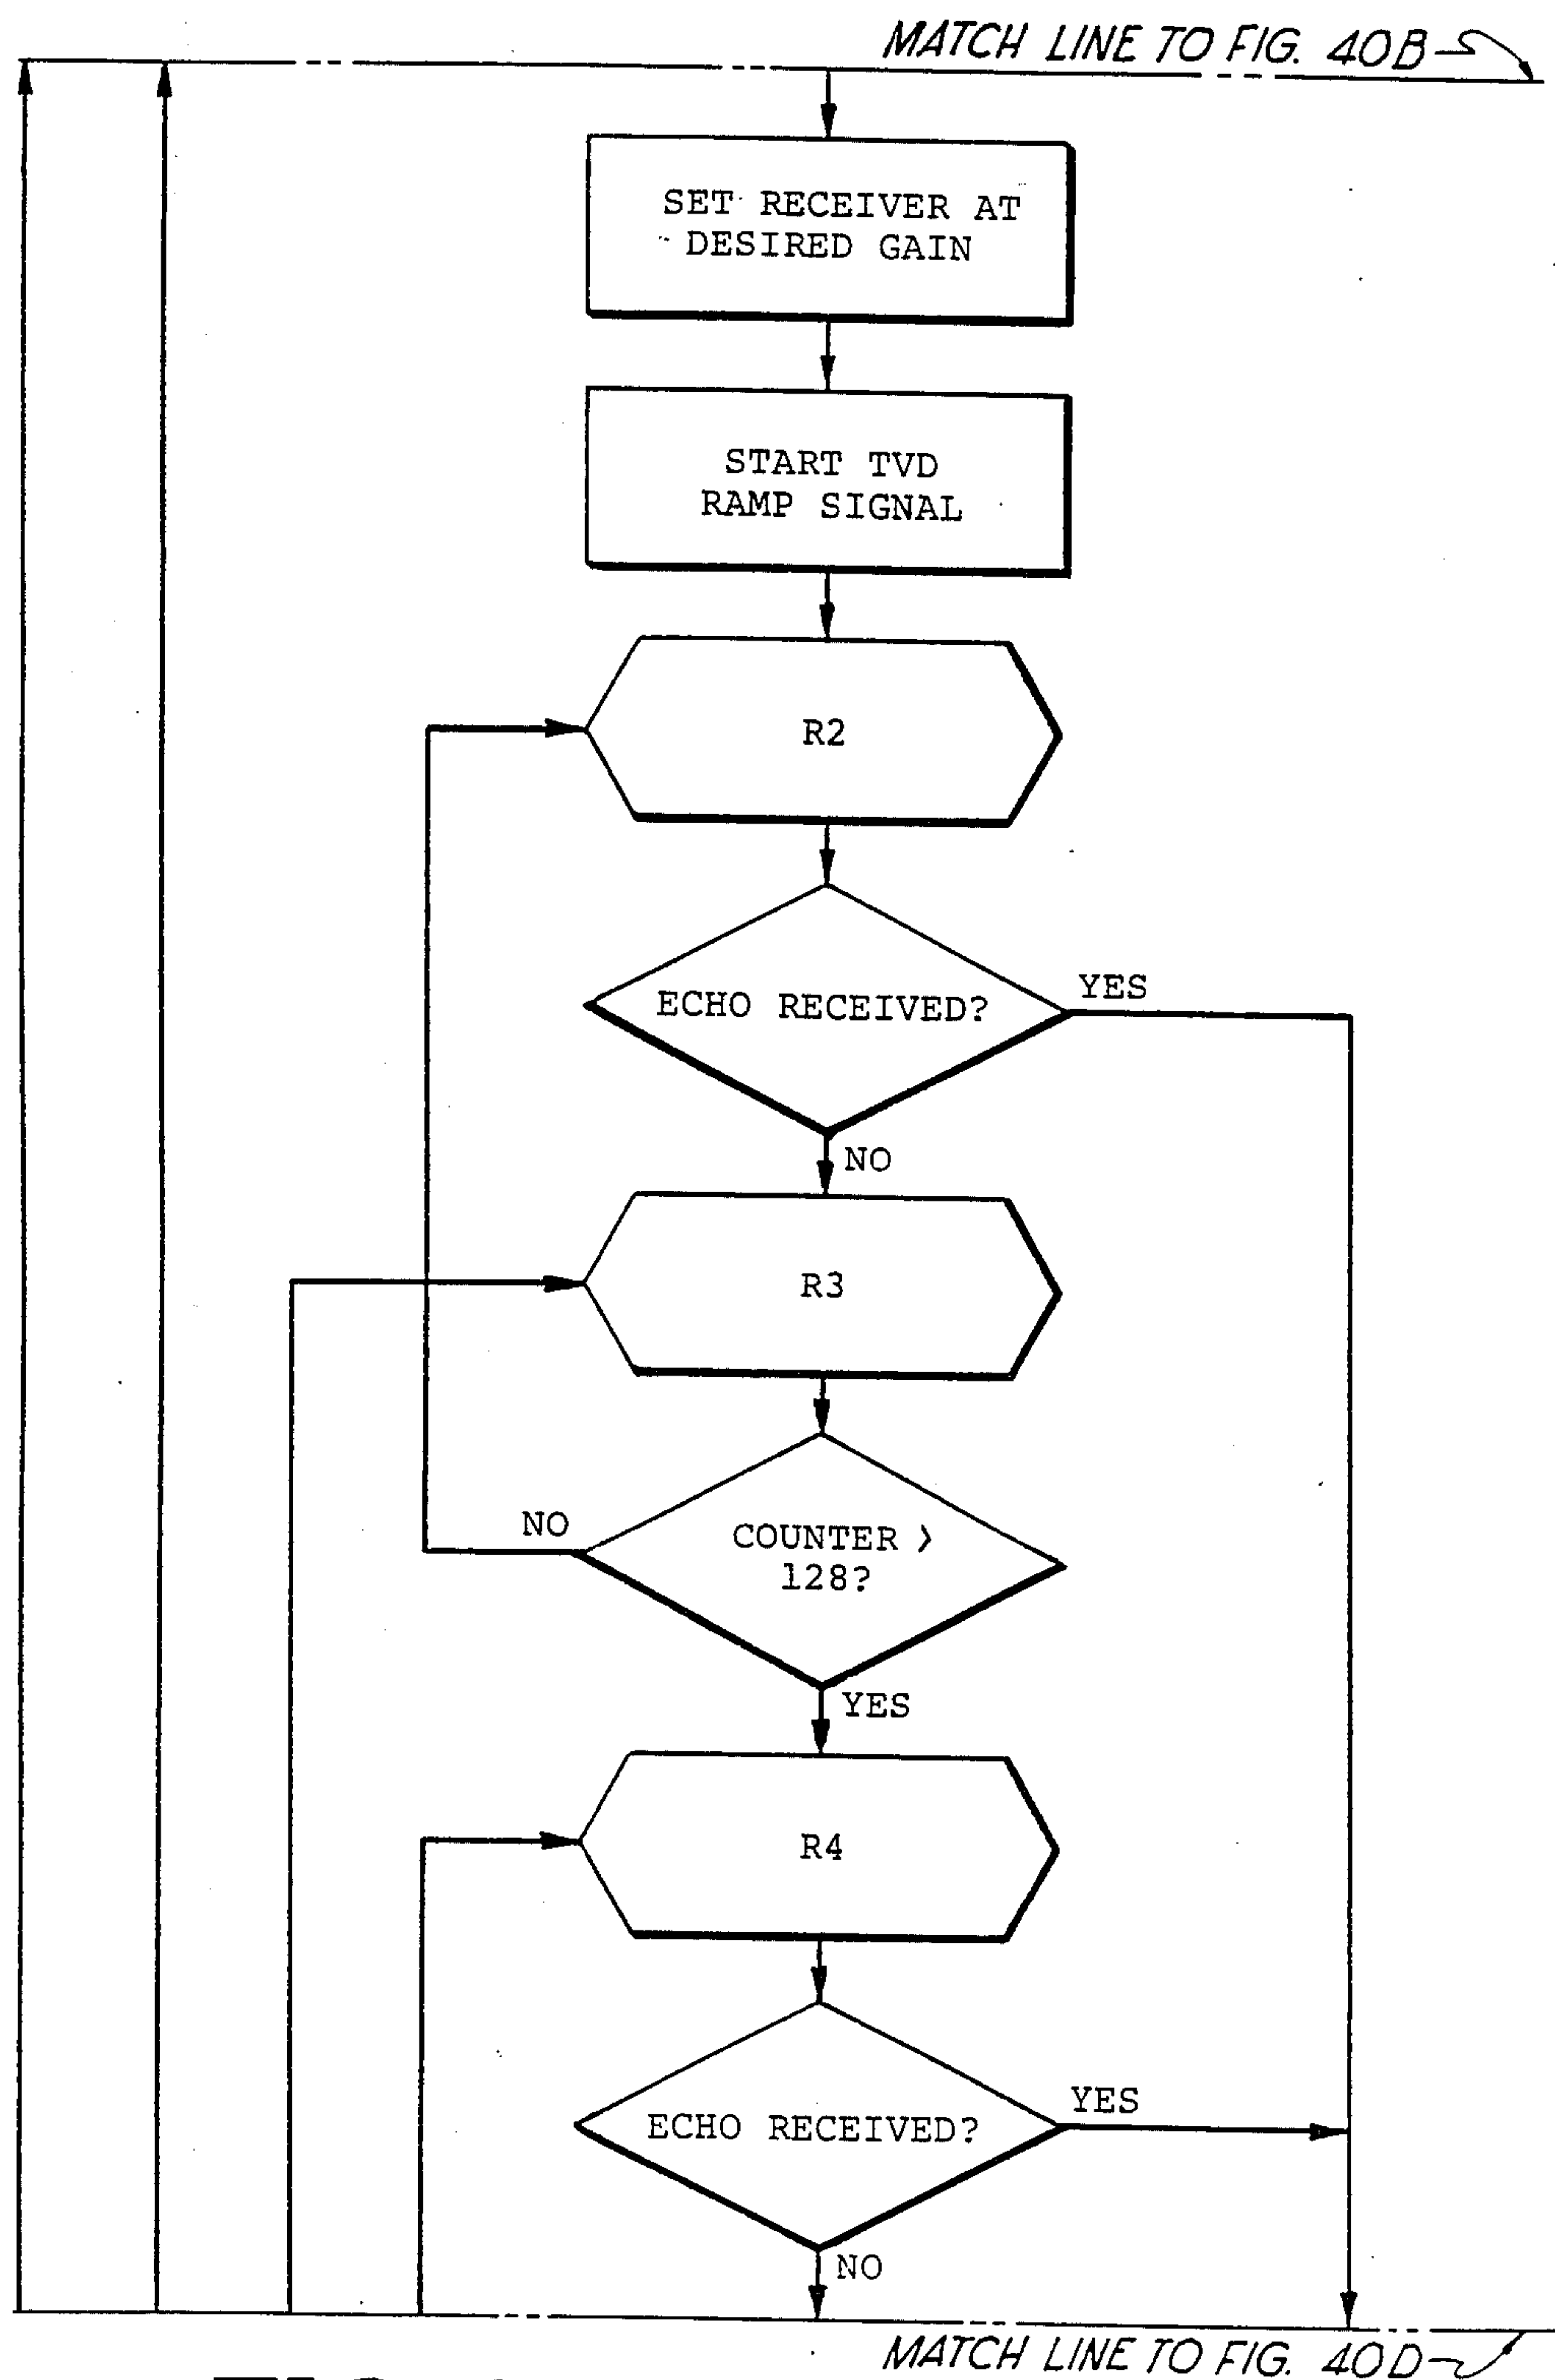 MATCH LINE TO FIG. 40B
SET RECEIVER AT
DESIRED GAIN
START TVD
RAMP SIGNAL
R2
ECHO RECEIVED?
YES
NO
R3
NO
COUNTER >
128?
YES
R4
ECHO RECEIVED?
YES
NO
MATCH LINE TO FIG. 40D